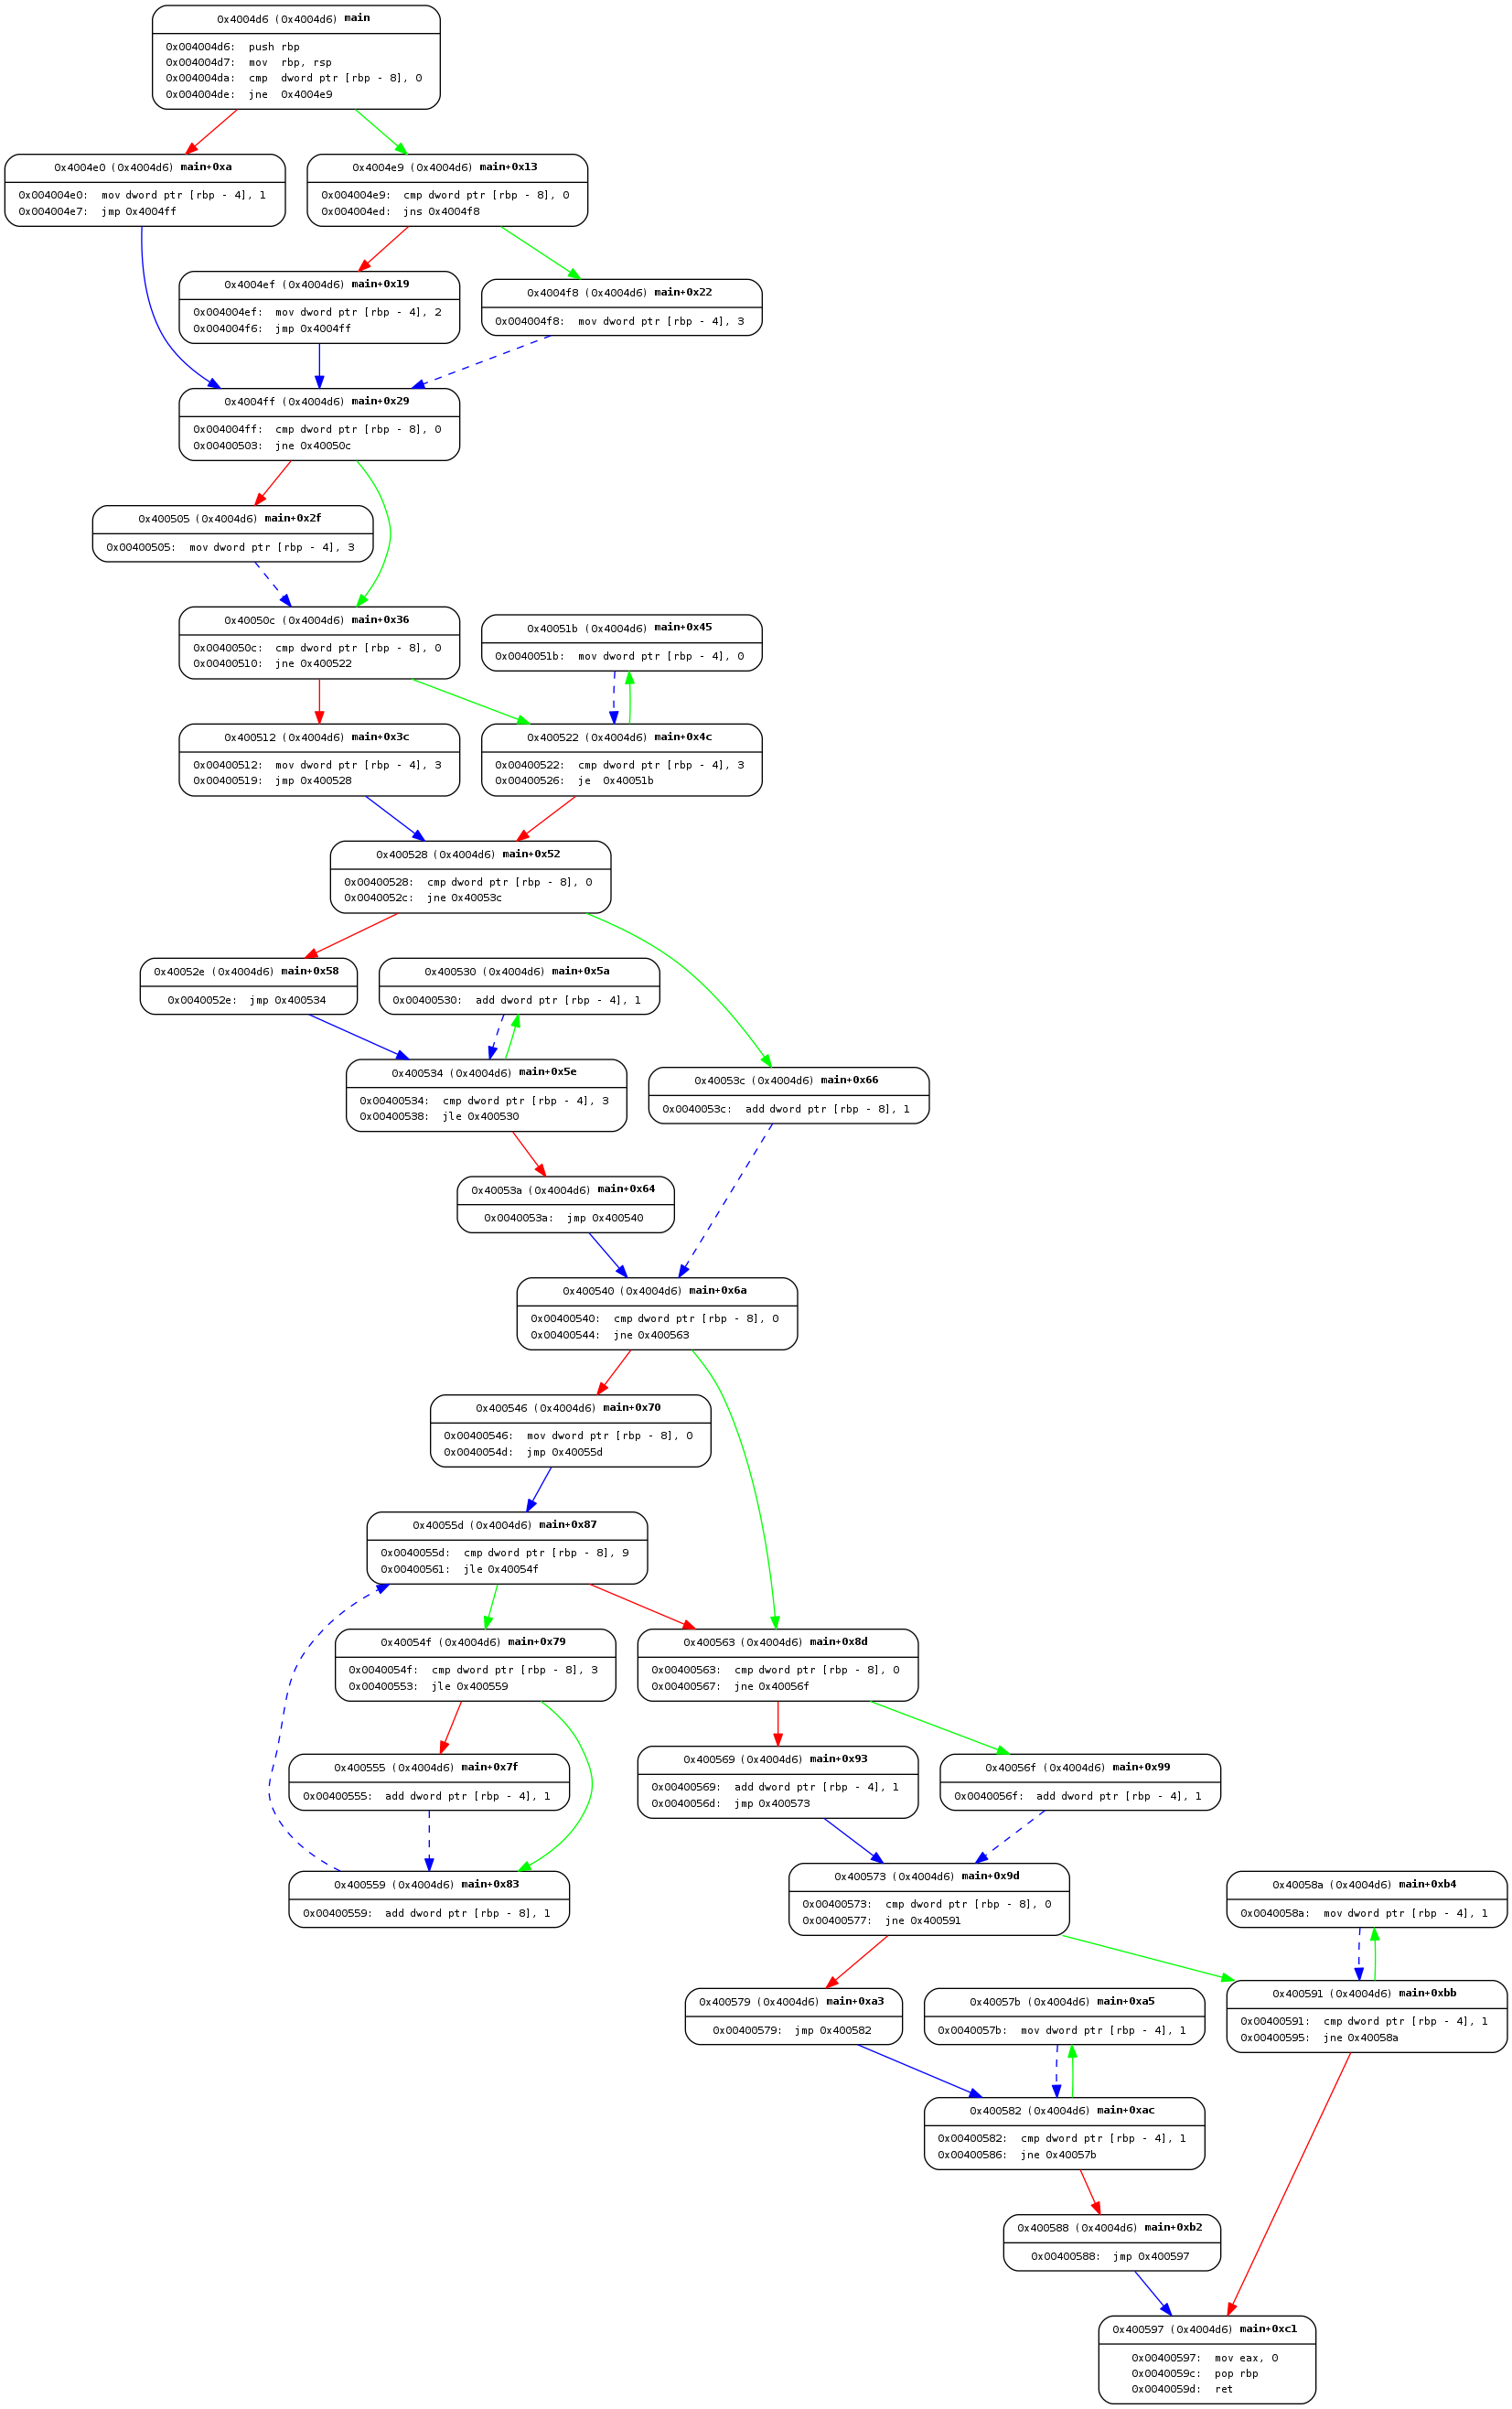 0x4004d6 (0x4004d6) main
0x004004d6: push rbp
0x004004d7: mov rbp, rsp
0x004004da: cmp dword ptr [rbp - 8], 0
0x004004de: jne 0x4004e9
0x4004e0 (0x4004d6) main+0xa
0x004004e0: mov dword ptr [rbp - 4], 1
0x004004e7: jmp 0x4004ff
0x4004e9 (0x4004d6) main+0x13
0x004004e9: cmp dword ptr [rbp - 8], 0
0x004004ed: jns 0x4004f8
0x4004ef (0x4004d6) main+0x19
0x004004ef: mov dword ptr [rbp - 4], 2
0x004004f6: jmp 0x4004ff
0x4004f8 (0x4004d6) main+0x22
0x004004f8: mov dword ptr [rbp - 4], 3
0x4004ff (0x4004d6) main+0x29
0x004004ff: cmp dword ptr [rbp - 8], 0
0x00400503: jne 0x40050c
0x400505 (0x4004d6) main+0x2f
0x00400505: mov dword ptr [rbp - 4], 3
0x40050c (0x4004d6) main+0x36
0x0040050c: cmp dword ptr [rbp - 8], 0
0x00400510: jne 0x400522
0x40051b (0x4004d6) main+0x45
0x0040051b: mov dword ptr [rbp - 4], 0
0x400512 (0x4004d6) main+0x3c
0x00400512: mov dword ptr [rbp - 4], 3
0x00400519: jmp 0x400528
0x400522 (0x4004d6) main+0x4c
0x00400522: cmp dword ptr [rbp - 4], 3
0x00400526: je 0x40051b
0x400528 (0x4004d6) main+0x52
0x00400528: cmp dword ptr [rbp - 8], 0
0x0040052c: jne 0x40053c
0x40052e (0x4004d6) main+0x58
0x0040052e: jmp 0x400534
0x400530 (0x4004d6) main+0x5a
0x00400530: add dword ptr [rbp - 4], 1
0x400534 (0x4004d6) main+0x5e
0x00400534: cmp dword ptr [rbp - 4], 3
0x00400538: jle 0x400530
0x40053c (0x4004d6) main+0x66
0x0040053c: add dword ptr [rbp - 8], 1
0x40053a (0x4004d6) main+0x64
0x0040053a: jmp 0x400540
0x400540 (0x4004d6) main+0x6a
0x00400540: cmp dword ptr [rbp - 8], 0
0x00400544: jne 0x400563
0x400546 (0x4004d6) main+0x70
0x00400546: mov dword ptr [rbp - 8], 0
0x0040054d: jmp 0x40055d
0x40055d (0x4004d6) main+0x87
0x0040055d: cmp dword ptr [rbp - 8], 9
0x00400561: jle 0x40054f
0x40054f (0x4004d6) main+0x79
0x0040054f: cmp dword ptr [rbp - 8], 3
0x00400553: jle 0x400559
0x400563 (0x4004d6) main+0x8d
0x00400563: cmp dword ptr [rbp - 8], 0
0x00400567: jne 0x40056f
0x400555 (0x4004d6) main+0x7f
0x00400555: add dword ptr [rbp - 4], 1
0x400569 (0x4004d6) main+0x93
0x00400569: add dword ptr [rbp - 4], 1
0x0040056d: jmp 0x400573
0x40056f (0x4004d6) main+0x99
0x0040056f: add dword ptr [rbp - 4], 1
0x400559 (0x4004d6) main+0x83
0x00400559: add dword ptr [rbp - 8], 1
0x400573 (0x4004d6) main+0x9d
0x00400573: cmp dword ptr [rbp - 8], 0
0x00400577: jne 0x400591
0x40058a (0x4004d6) main+0xb4
0x0040058a: mov dword ptr [rbp - 4], 1
0x400579 (0x4004d6) main+0xa3
0x00400579: jmp 0x400582
0x40057b (0x4004d6) main+0xa5
0x0040057b: mov dword ptr [rbp - 4], 1
0x400591 (0x4004d6) main+0xbb
0x00400591: cmp dword ptr [rbp - 4], 1
0x00400595: jne 0x40058a
0x400582 (0x4004d6) main+0xac
0x00400582: cmp dword ptr [rbp - 4], 1
0x00400586: jne 0x40057b
0x400588 (0x4004d6) main+0xb2
0x00400588: jmp 0x400597
0x400597 (0x4004d6) main+0xc1
0x00400597: mov eax, 0
0x0040059c: pop rbp
0x0040059d: ret